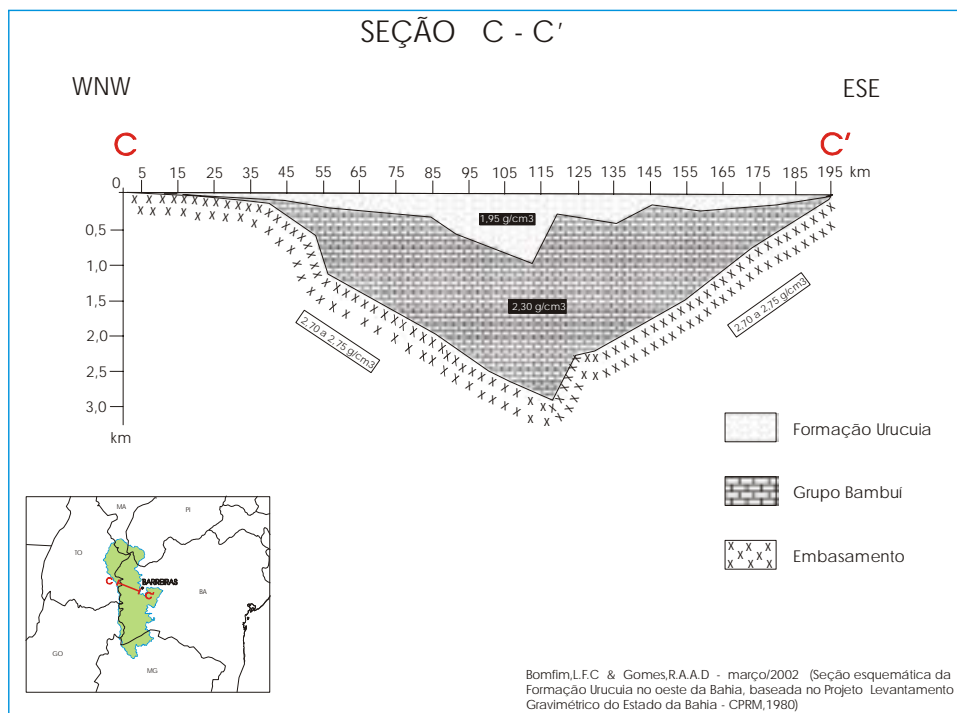 SEÇÃO C - C'
WNW
ESE
C
C'
0 5 15 25 35 45 55 65 75 85 95 105 115 125 135 145 155 165 175 185 195 km
0,5
1,0
1,5
2,0
2,5
3,0
km
1,95 g/cm3
2,30 g/cm3
2,70 a 2,75 g/cm3
2,70 a 2,75 g/cm3
Formação Urucuia
Grupo Bambuí
Embasamento
MA
PI
TO
C
BARREIRAS
C'
BA
GO
MG
Bomfim,L.F.C & Gomes,R.A.A.D - março/2002 (Seção esquemática da
Formação Urucuia no oeste da Bahia, baseada no Projeto Levantamento
Gravimétrico do Estado da Bahia - CPRM,1980)